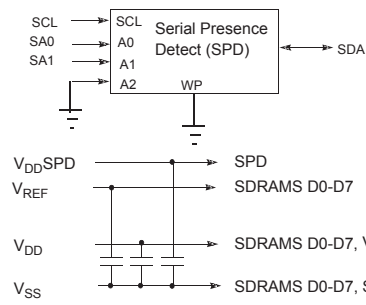 SCL SCL Serial Presence
Detect (SPD)
SA0 A0
SDA
SA1 A1
A2 WP
VDDSPD SPD
VREF SDRAMS D0-D7
VDD SDRAMS D0-D7, V
VSS SDRAMS D0-D7, S